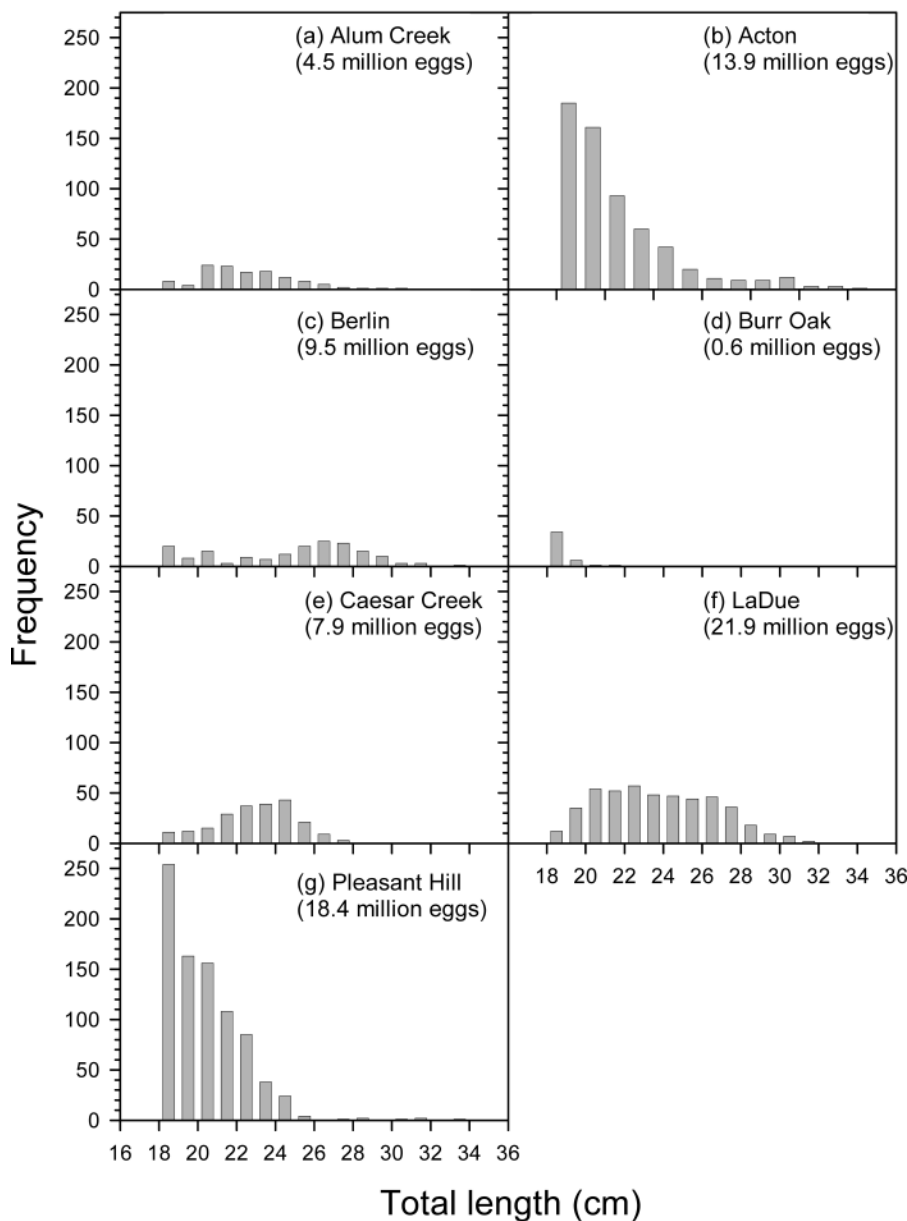 (a) Alum Creek
(4.5 million eggs)
(b) Acton
(13.9 million eggs)
250
200
150
100
50
0
(c) Berlin
(9.5 million eggs)
(d) Burr Oak
(0.6 million eggs)
250
200
150
100
50
0
(e) Caesar Creek
(7.9 million eggs)
(f) LaDue
(21.9 million eggs)
250
200
150
100
50
0
18 20 22 24 26 28 30 32 34 36
(g) Pleasant Hill
(18.4 million eggs)
250
200
150
100
50
0
16 18 20 22 24 26 28 30 32 34 36
Frequency
Total length (cm)